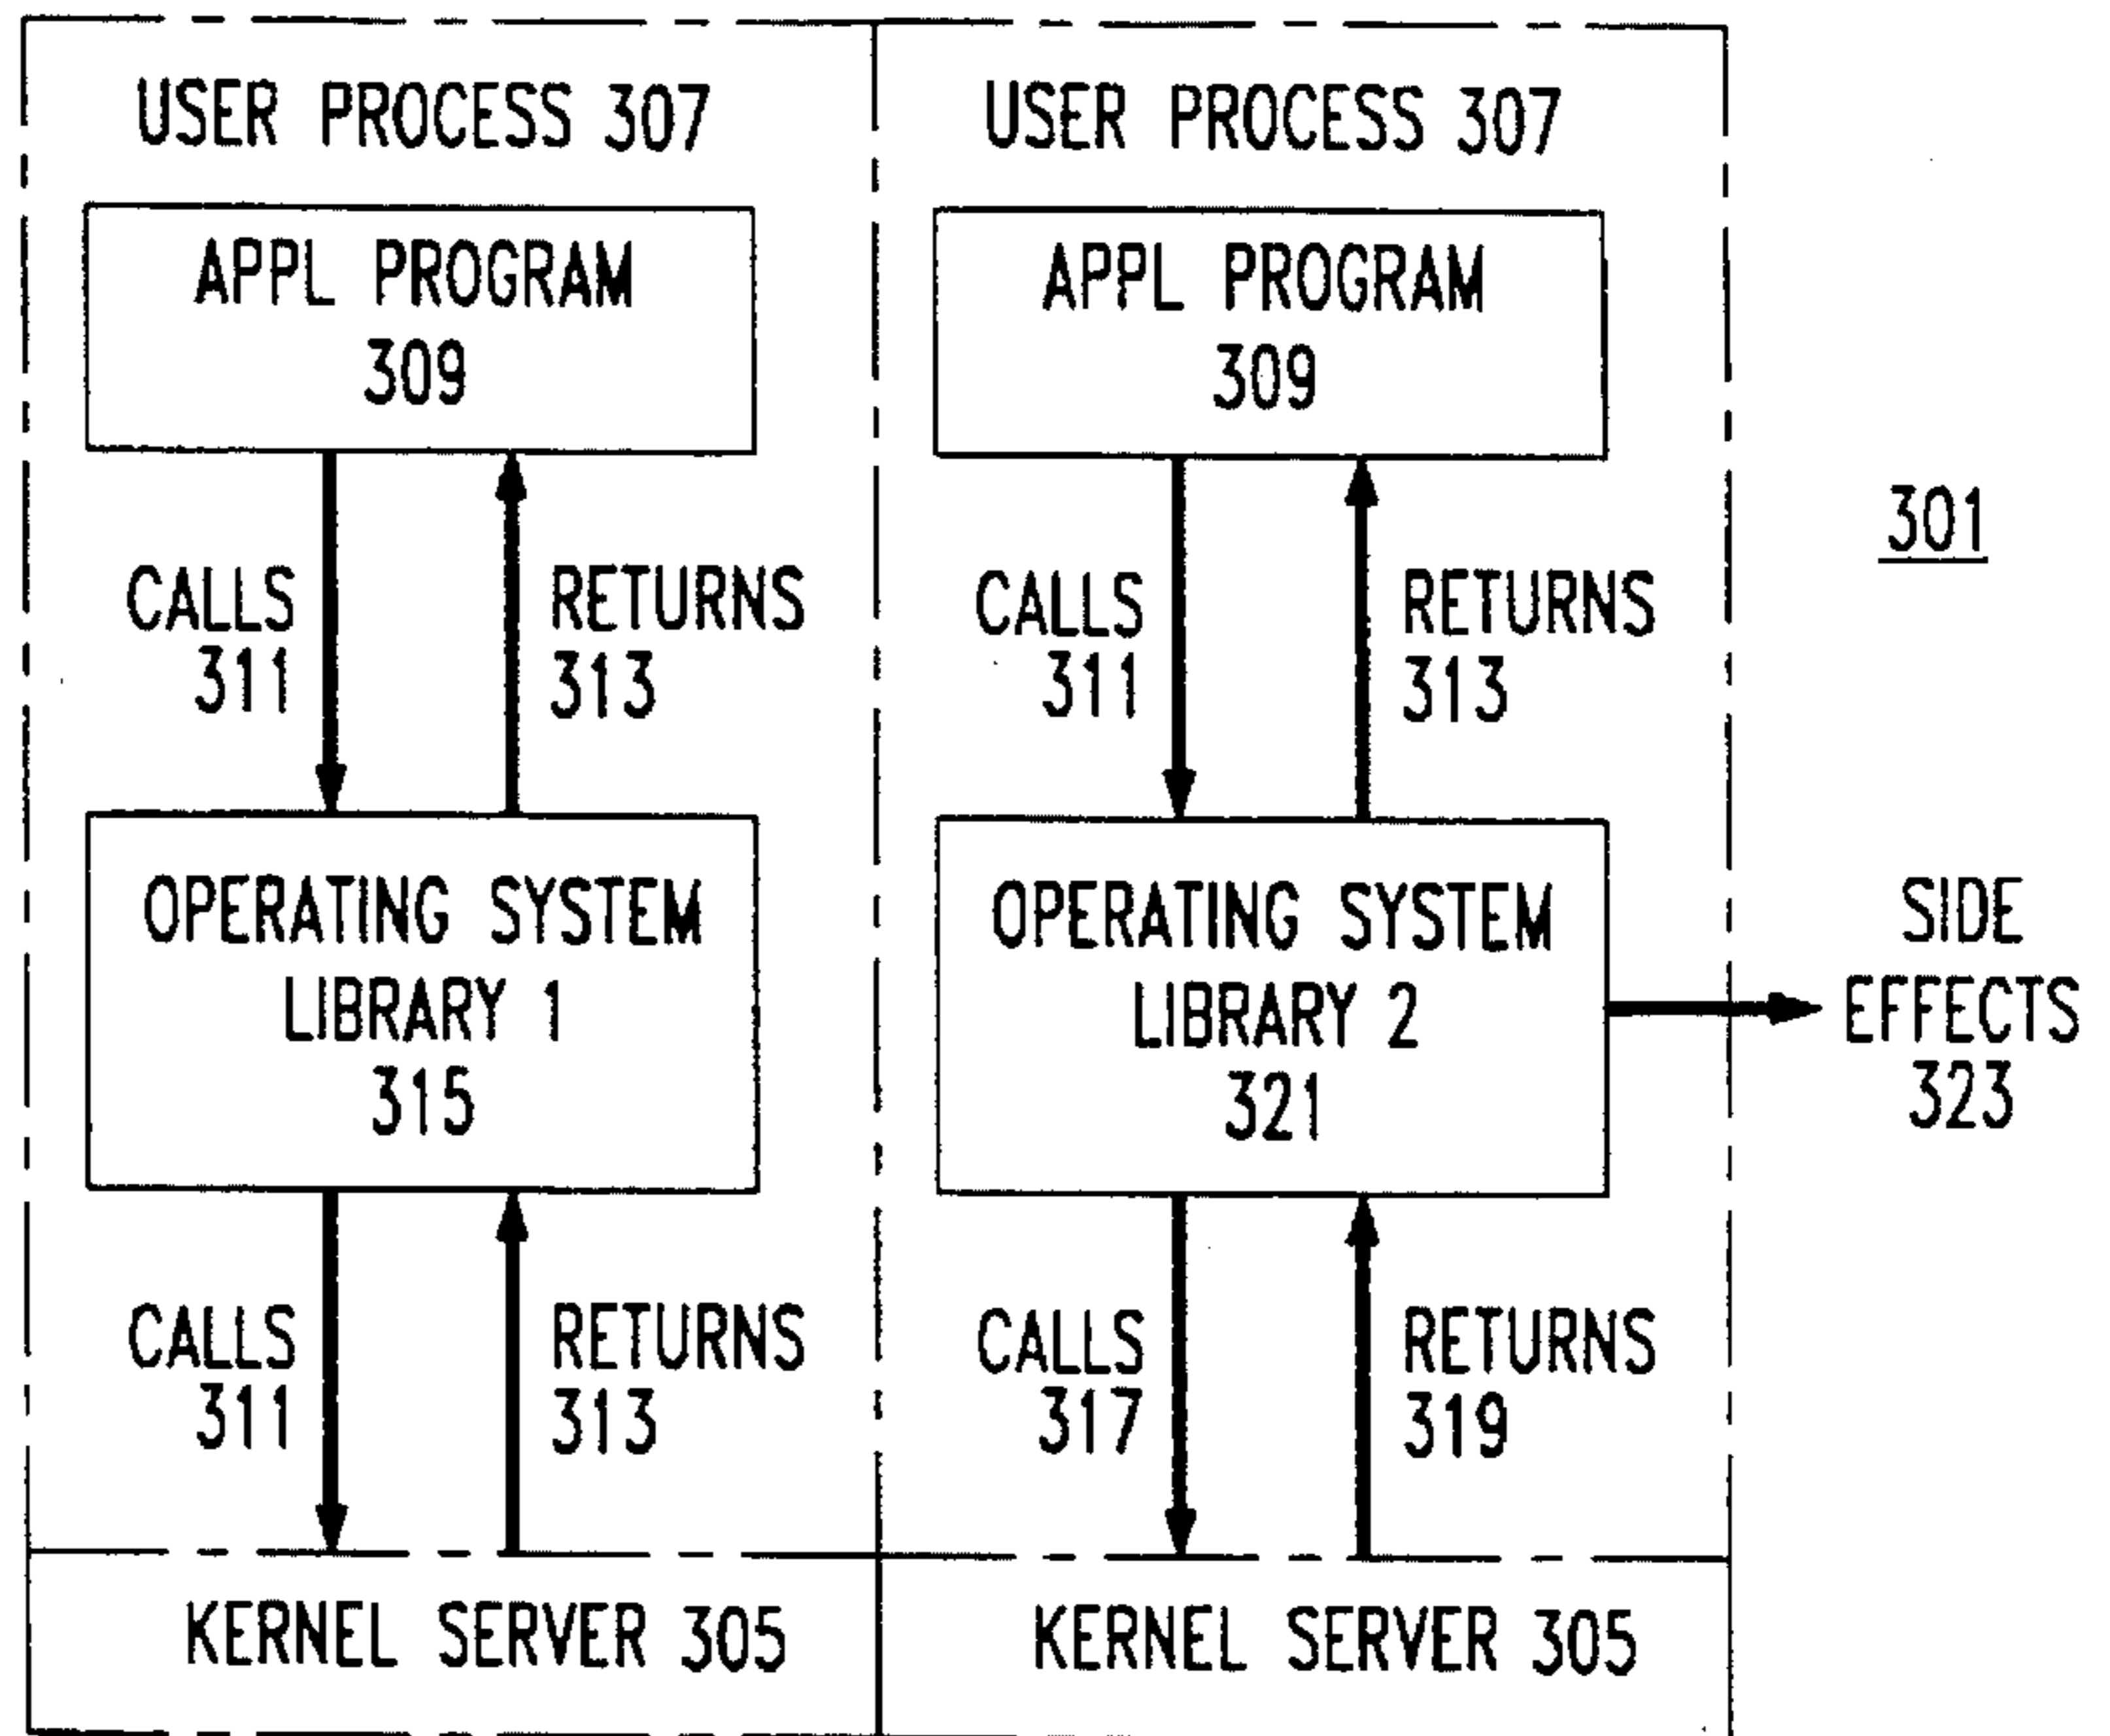 USER PROCESS 307
APPL PROGRAM
309
CALLS
311
RETURNS
313
OPERATING SYSTEM
LIBRARY 1
315
CALLS
311
RETURNS
313
KERNEL SERVER 305
USER PROCESS 307
APPL PROGRAM
309
CALLS
311
RETURNS
313
OPERATING SYSTEM
LIBRARY 2
321
CALLS
317
RETURNS
319
KERNEL SERVER 305
301
SIDE
EFFECTS
323